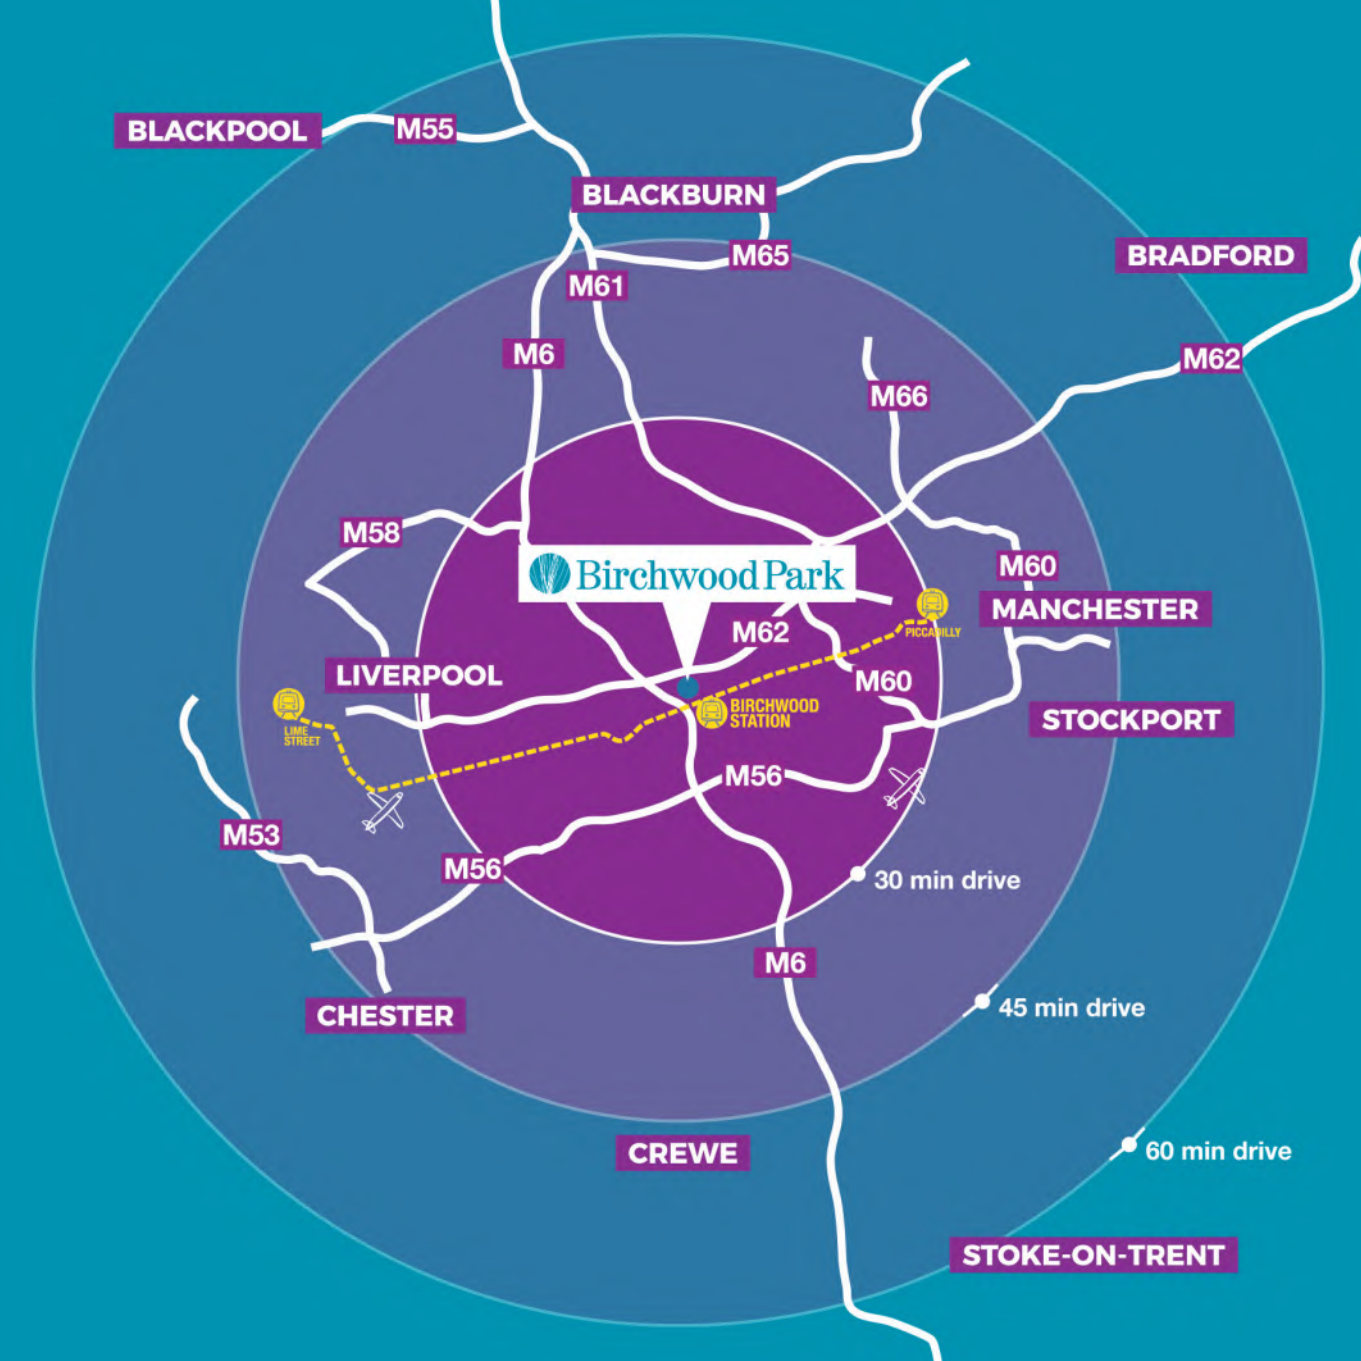 BLACKPOOL
M55
BLACKBURN
M65
BRADFORD
M61
M6
M62
M66
M58
M60
Birchwood Park
MANCHESTER
PICCADILLY
M62
LIVERPOOL
M60
LIME
STREET
BIRCHWOOD
STATION
STOCKPORT
M56
M53
M56
30 min drive
M6
45 min drive
CHESTER
CREWE
60 min drive
STOKE-ON-TRENT